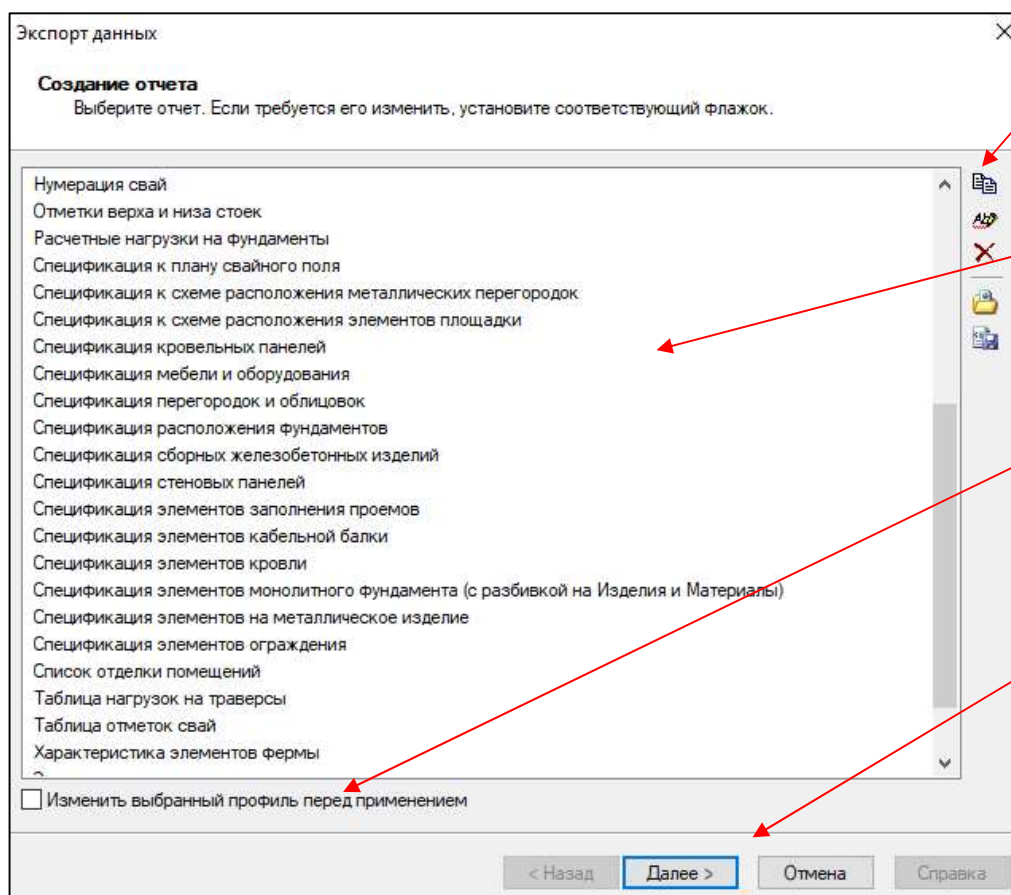 Экспорт данных
Создание отчета
Выберите отчет. Если требуется его изменить, установите соответствующий флажок.
Нумерация свай
Отметки верха и низа стоек
Расчетные нагрузки на фундаменты
Спецификация к плану свайного поля
Спецификация к схеме расположения металлических перегородок
Спецификация к схеме расположения элементов площадки
Спецификация кровельных панелей
Спецификация мебели и оборудования
Спецификация перегородок и облицовок
Спецификация расположения фундаментов
Спецификация сборных железобетонных изделий
Спецификация стеновых панелей
Спецификация элементов заполнения проемов
Спецификация элементов кабельной балки
Спецификация элементов кровли
Спецификация элементов монолитного фундамента (с разбивкой на Изделия и Материалы)
Спецификация элементов на металлическое изделие
Спецификация элементов ограждения
Список отделки помещений
Таблица нагрузок на траверсы
Таблица отметок свай
Характеристика элементов фермы
Изменить выбранный профиль перед применением
< Назад
Далее >
Отмена
Справка